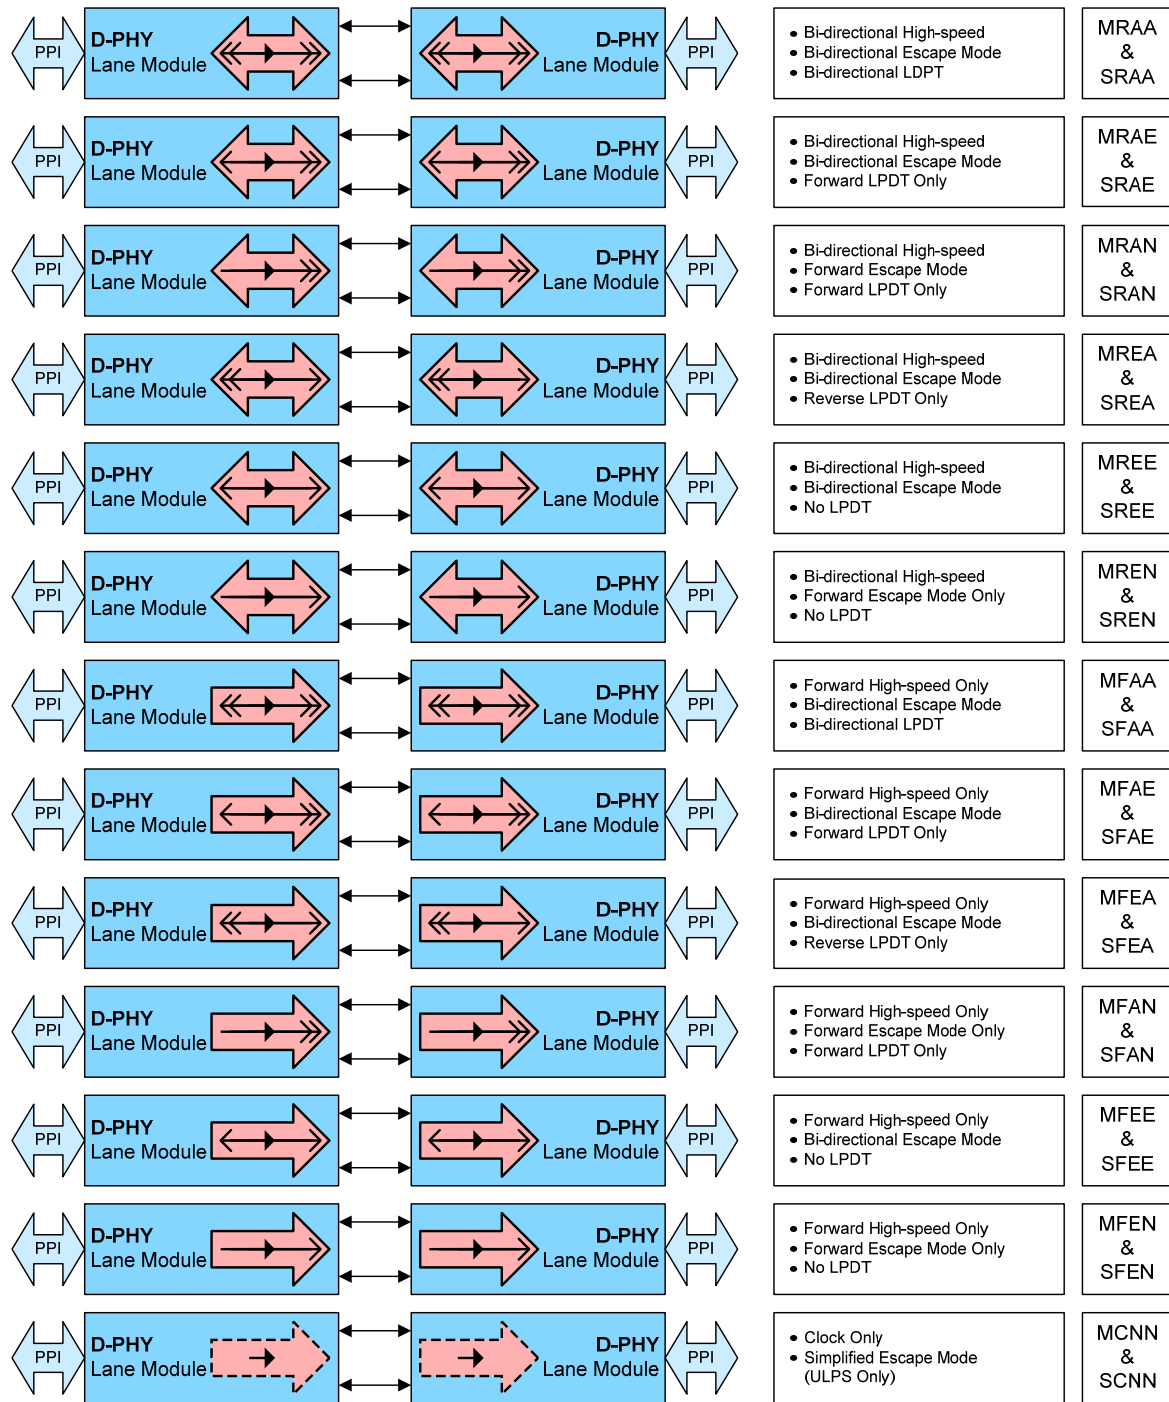 PPI
D-PHY
Lane Module
D-PHY
Lane Module
PPI
• Bi-directional High-speed
• Bi-directional Escape Mode
• Bi-directional LDPT
MRAA
&
SRAA
PPI
D-PHY
Lane Module
D-PHY
Lane Module
PPI
• Bi-directional High-speed
• Bi-directional Escape Mode
• Forward LPDT Only
MRAE
&
SRAE
PPI
D-PHY
Lane Module
D-PHY
Lane Module
PPI
• Bi-directional High-speed
• Forward Escape Mode
• Forward LPDT Only
MRAN
&
SRAN
PPI
D-PHY
Lane Module
D-PHY
Lane Module
PPI
• Bi-directional High-speed
• Bi-directional Escape Mode
• Reverse LPDT Only
MREA
&
SREA
PPI
D-PHY
Lane Module
D-PHY
Lane Module
PPI
• Bi-directional High-speed
• Bi-directional Escape Mode
• No LPDT
MREE
&
SREE
PPI
D-PHY
Lane Module
D-PHY
Lane Module
PPI
• Bi-directional High-speed
• Forward Escape Mode Only
• No LPDT
MREN
&
SREN
PPI
D-PHY
Lane Module
D-PHY
Lane Module
PPI
• Forward High-speed Only
• Bi-directional Escape Mode
• Bi-directional LPDT
MFAA
&
SFAA
PPI
D-PHY
Lane Module
D-PHY
Lane Module
PPI
• Forward High-speed Only
• Bi-directional Escape Mode
• Forward LPDT Only
MFAE
&
SFAE
PPI
D-PHY
Lane Module
D-PHY
Lane Module
PPI
• Forward High-speed Only
• Bi-directional Escape Mode
• Reverse LPDT Only
MFEA
&
SFEA
PPI
D-PHY
Lane Module
D-PHY
Lane Module
PPI
• Forward High-speed Only
• Forward Escape Mode Only
• Forward LPDT Only
MFAN
&
SFAN
PPI
D-PHY
Lane Module
D-PHY
Lane Module
PPI
• Forward High-speed Only
• Bi-directional Escape Mode
• No LPDT
MFEE
&
SFEE
PPI
D-PHY
Lane Module
D-PHY
Lane Module
PPI
• Forward High-speed Only
• Forward Escape Mode Only
• No LPDT
MFEN
&
SFEN
PPI
D-PHY
Lane Module
D-PHY
Lane Module
PPI
• Clock Only
• Simplified Escape Mode
(ULPS Only)
MCNN
&
SCNN